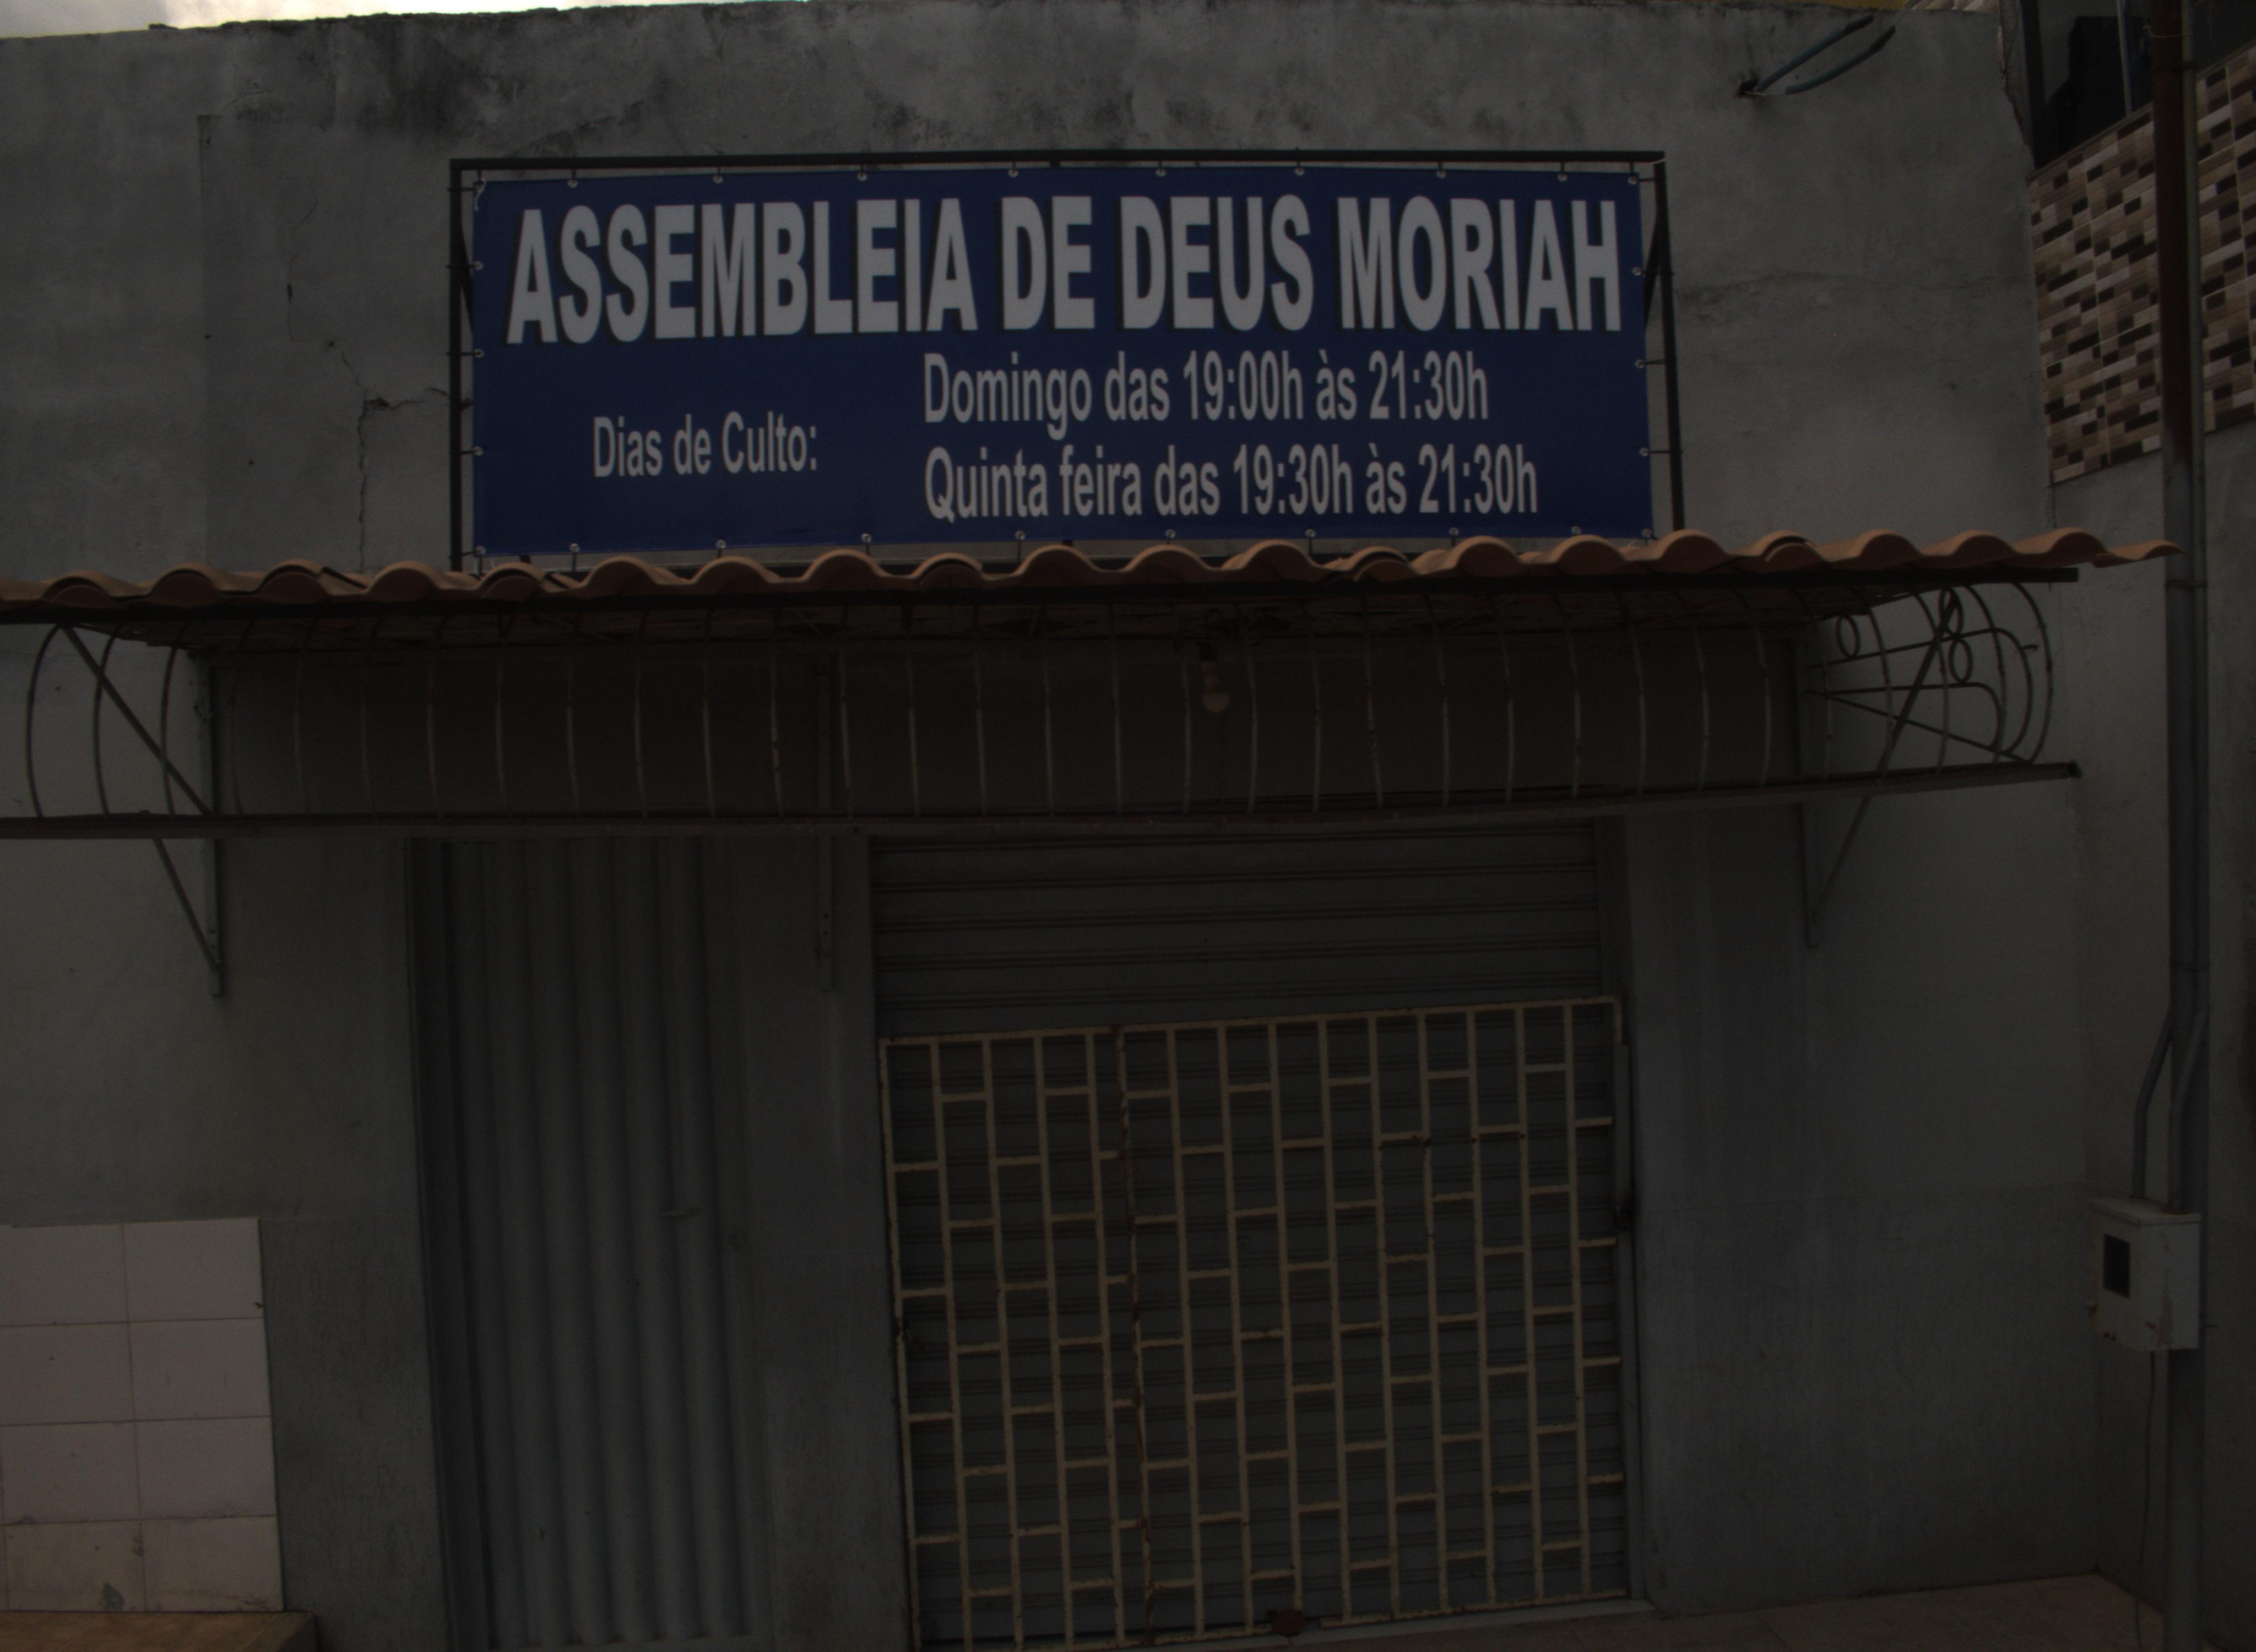 ASSEMBLEIA DE DEUS MORIAH
Dias de Culto:
Domingo das 19:00h às 21:30h
Quinta feira das 19:30h às 21:30h